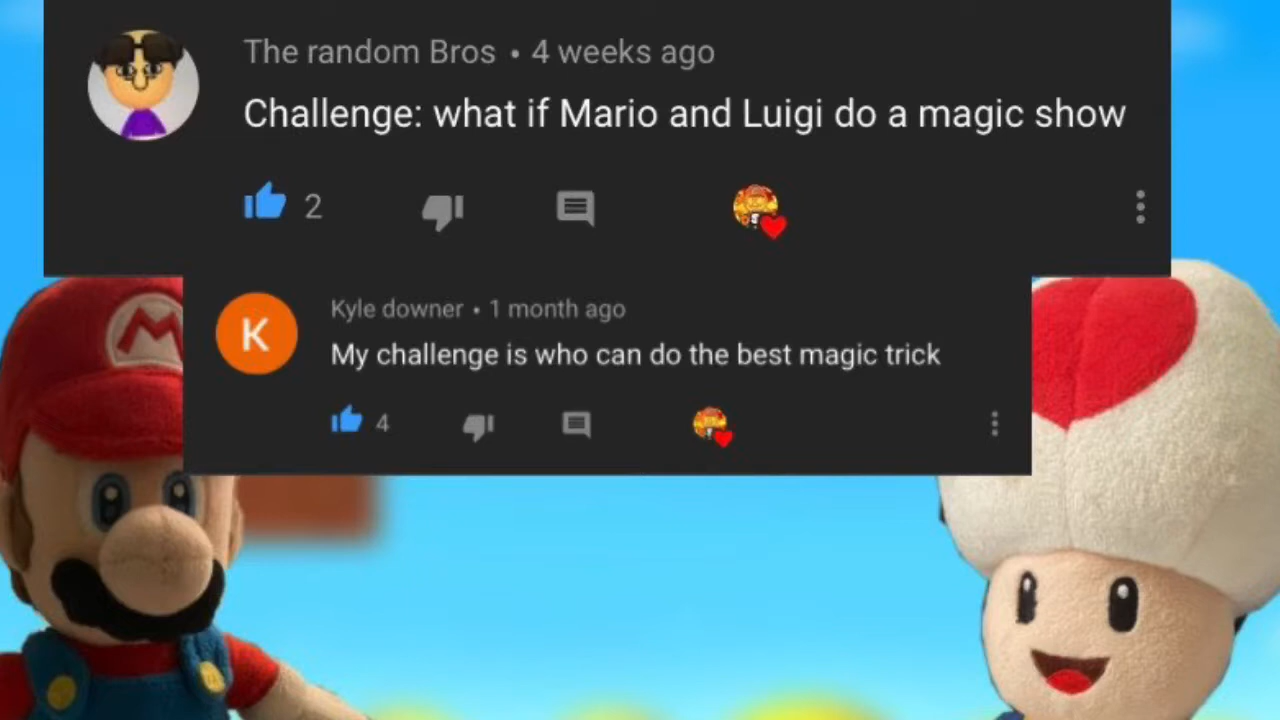 The random Bros • 4 weeks ago
Challenge: what if Mario and Luigi do a magic show
2
K
Kyle downer • 1 month ago
My challenge is who can do the best magic trick
4
M